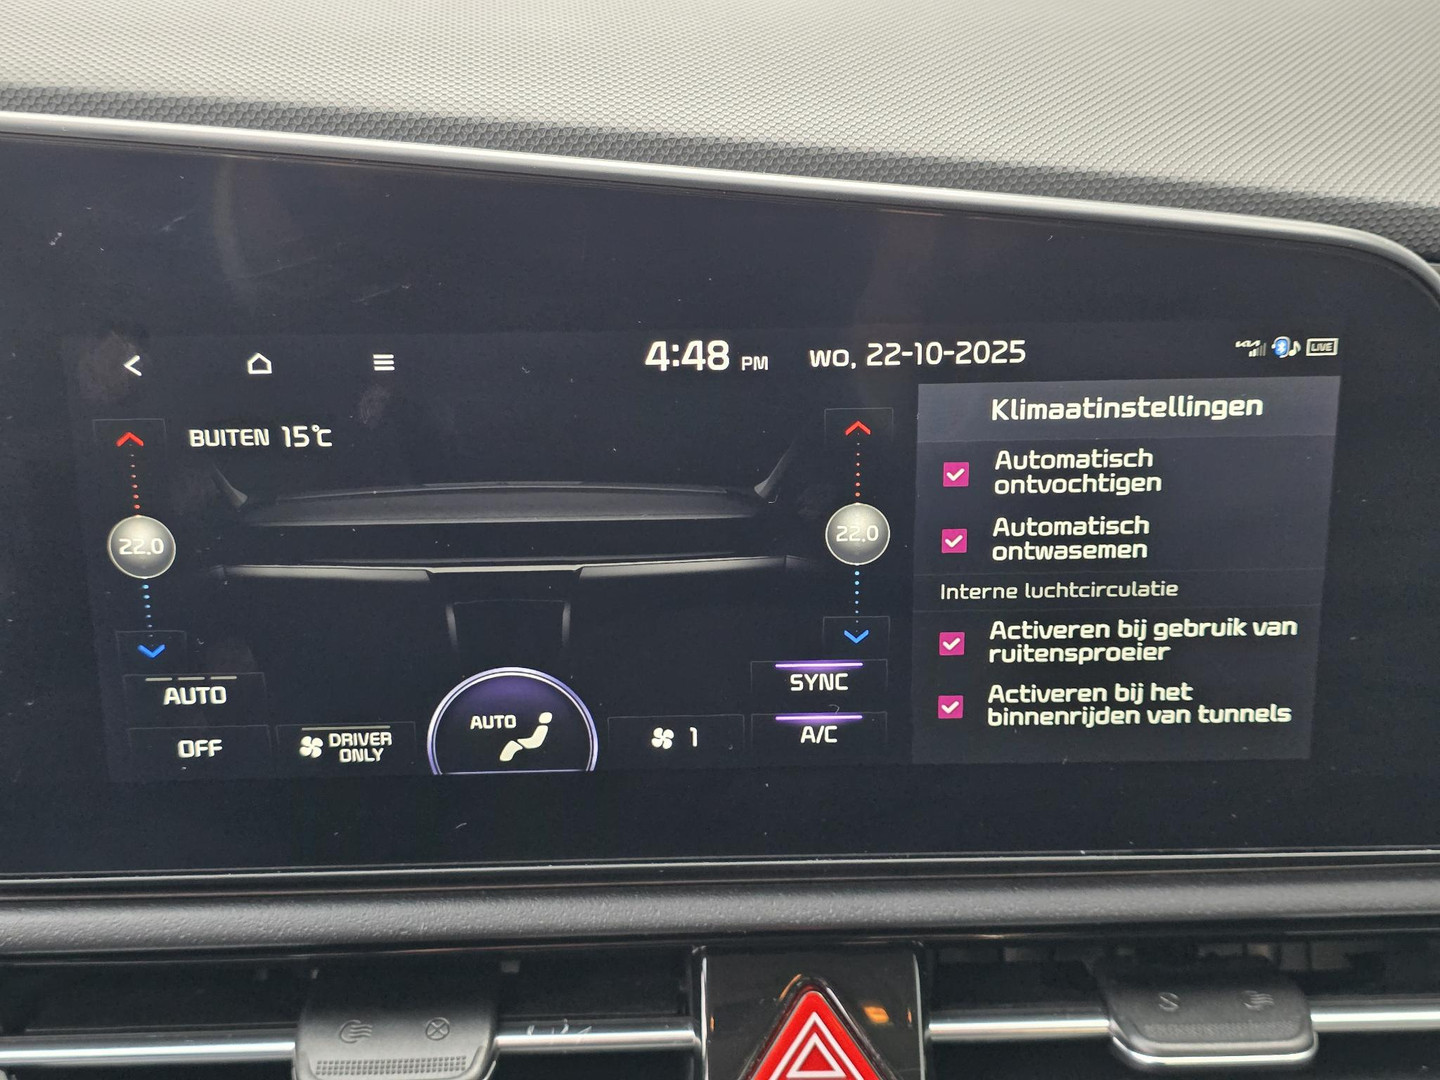 4:48 PM
wo, 22-10-2025
LIVE
BUITEN 15°C
22.0
22.0
AUTO
OFF
DRIVER
ONLY
AUTO
1
SYNC
A/C
Klimaatinstellingen
Automatisch
ontvochtigen
Automatisch
ontwasemen
Interne luchtcirculatie
Activeren bij gebruik van
ruitensproeier
Activeren bij het
binnenrijden van tunnels